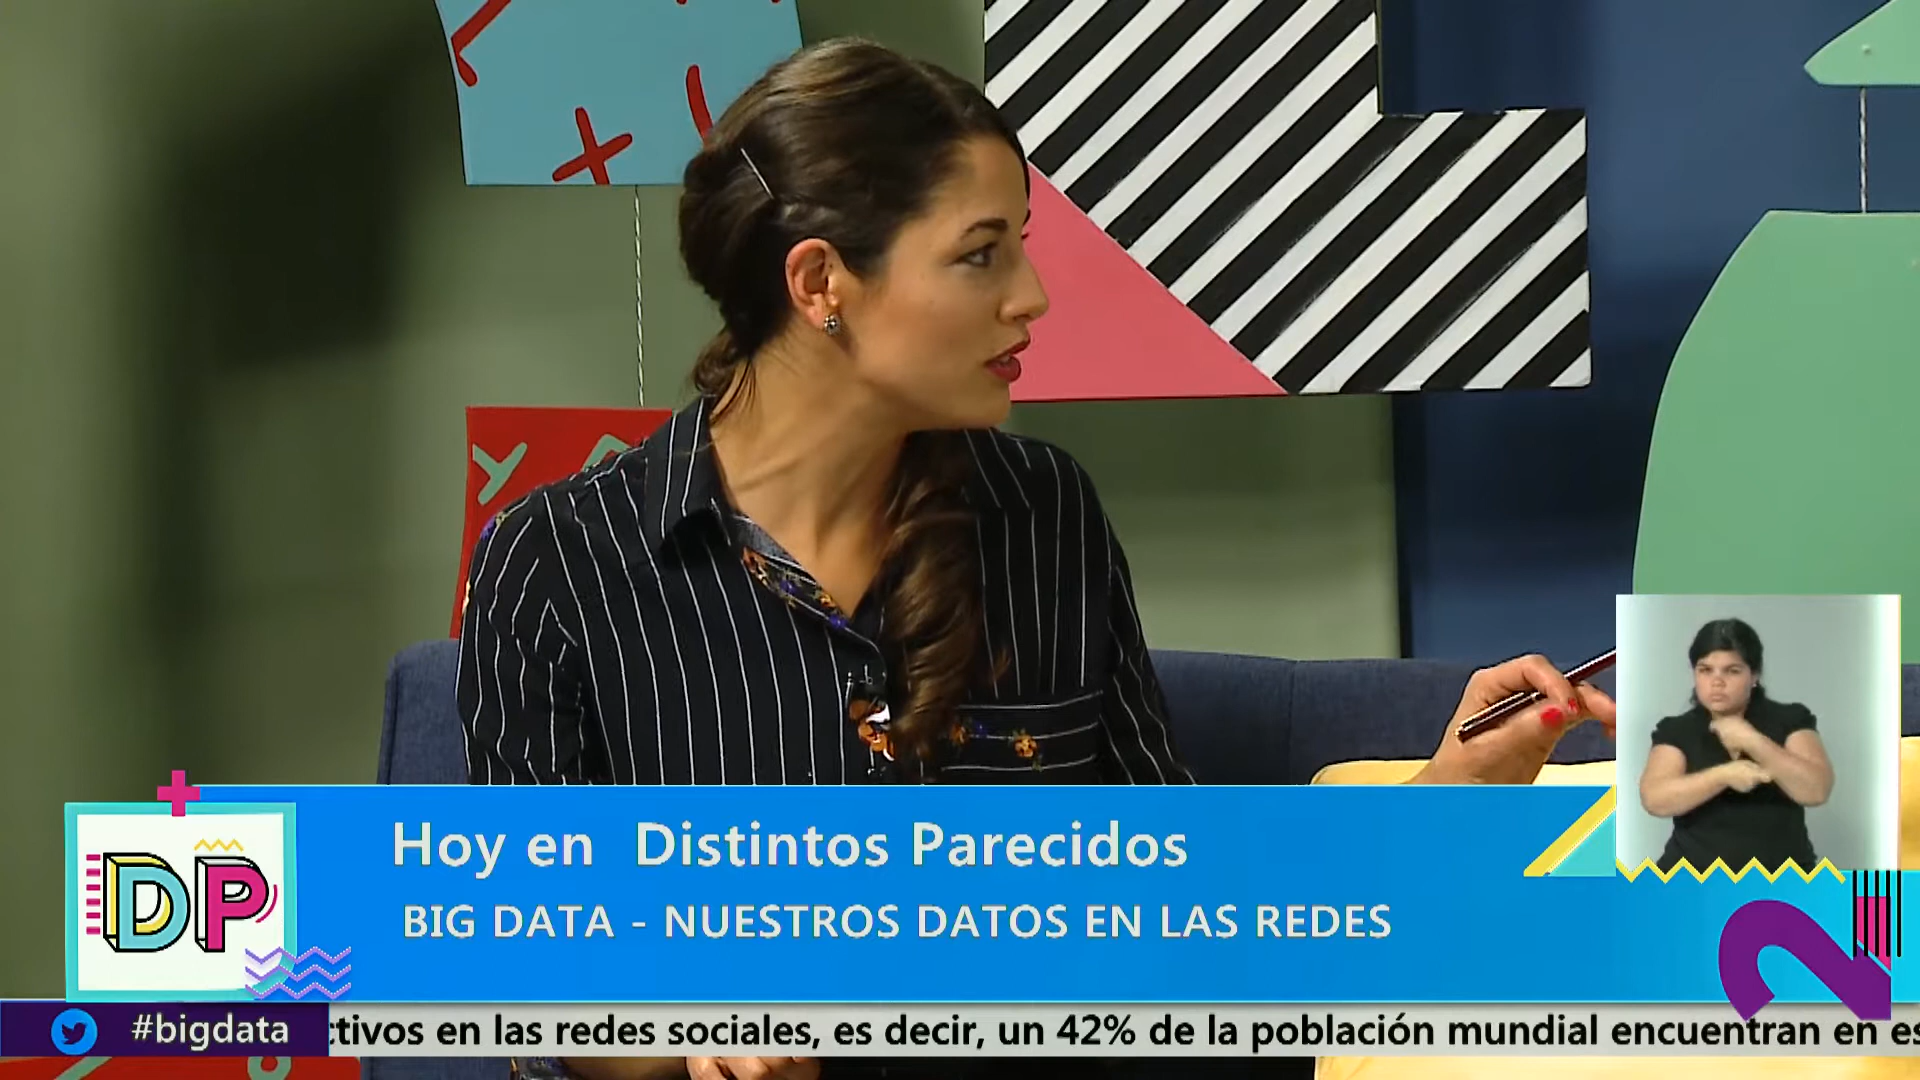 Hoy en Distintos Parecidos
DP
BIG DATA - NUESTROS DATOS EN LAS REDES
#bigdata
ctivos en las redes sociales, es decir, un 42% de la población mundial encuentran en es